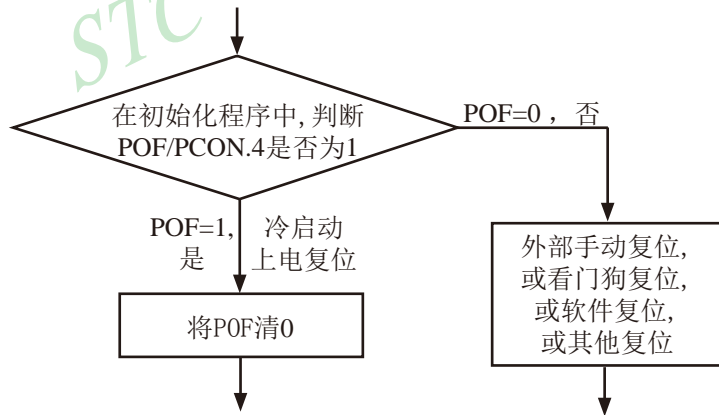 STC
在初始化程序中, 判断
POF/PCON.4是否为1
POF=0 ，否
POF=1,
是
冷启动
上电复位
将POF清0
外部手动复位,
或看门狗复位,
或软件复位,
或其他复位